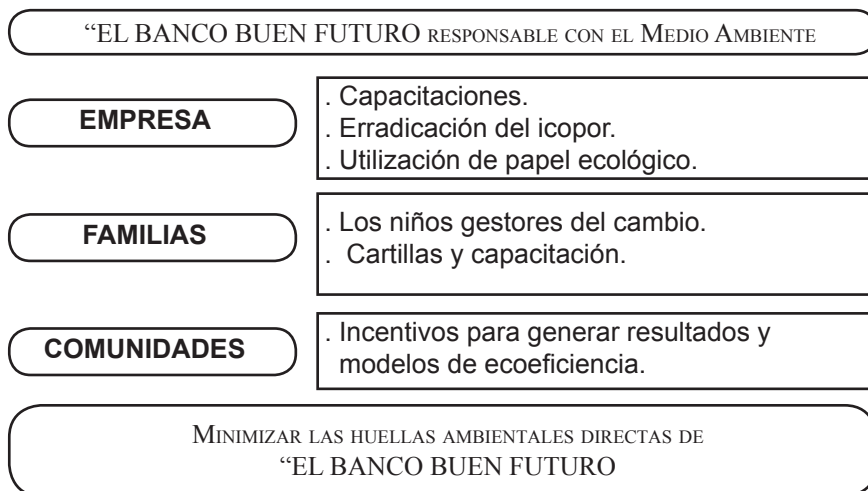 “EL BANCO BUEN FUTURO RESPONSABLE CON EL MEDIO AMBIENTE
EMPRESA
. Capacitaciones.
. Erradicación del icopor.
. Utilización de papel ecológico.
FAMILIAS
. Los niños gestores del cambio.
. Cartillas y capacitación.
COMUNIDADES
. Incentivos para generar resultados y
modelos de ecoeficiencia.
MINIMIZAR LAS HUELLAS AMBIENTALES DIRECTAS DE
“EL BANCO BUEN FUTURO